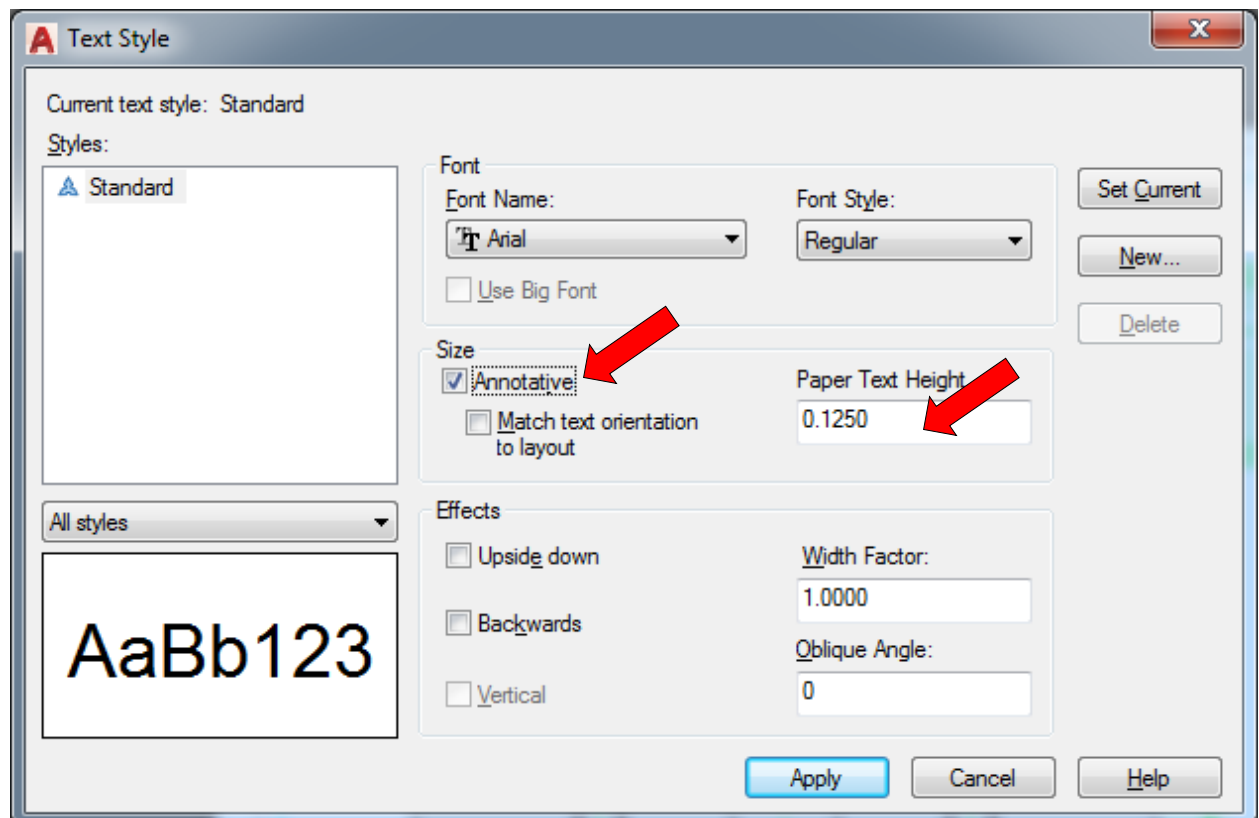 Text Style
Current text style: Standard
Styles:
Standard
All styles
AaBb123
Font
Font Name:
Arial
Font Style:
Regular
Use Big Font
Size
Annotative
Match text orientation
to layout
Paper Text Height
0.1250
Effects
Upside down
Backwards
Vertical
Width Factor:
1.0000
Oblique Angle:
0
Set Current
New...
Delete
Apply
Cancel
Help